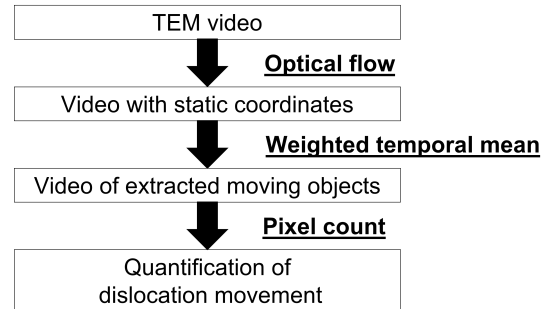 TEM video
Optical flow
Video with static coordinates
Weighted temporal mean
Video of extracted moving objects
Pixel count
Quantification of
dislocation movement